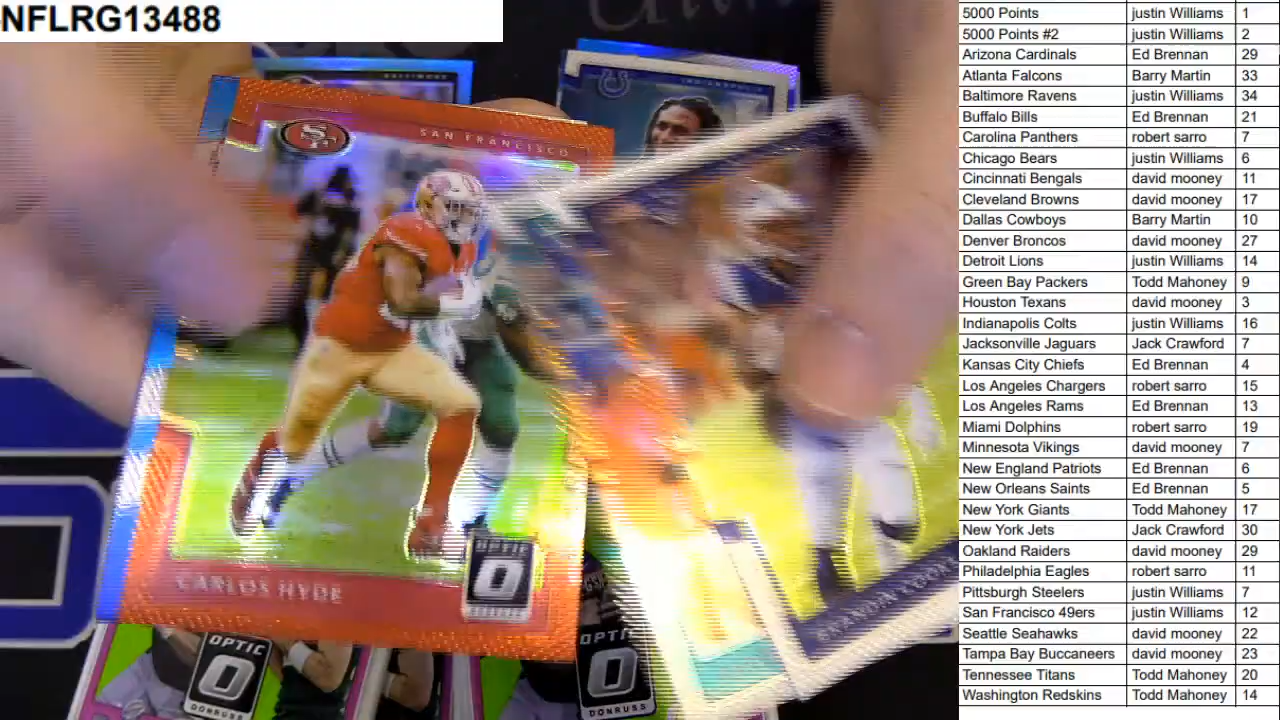 NFLRG13488
BALTIMORE
INDIANAPOLIS
SAN FRANCISCO
CARLOS HYDE
OPTIC
OPTIC
DONRUSS
OPTIC
DONRUSS
5000 Points justin Williams 1
5000 Points #2 justin Williams 2
Arizona Cardinals Ed Brennan 29
Atlanta Falcons Barry Martin 33
Baltimore Ravens justin Williams 34
Buffalo Bills Ed Brennan 21
Carolina Panthers robert sarro 7
Chicago Bears justin Williams 6
Cincinnati Bengals david mooney 11
Cleveland Browns david mooney 17
Dallas Cowboys Barry Martin 10
Denver Broncos david mooney 27
Detroit Lions justin Williams 14
Green Bay Packers Todd Mahoney 9
Houston Texans david mooney 3
Indianapolis Colts justin Williams 16
Jacksonville Jaguars Jack Crawford 7
Kansas City Chiefs Ed Brennan 4
Los Angeles Chargers robert sarro 15
Los Angeles Rams Ed Brennan 13
Miami Dolphins robert sarro 19
Minnesota Vikings david mooney 7
New England Patriots Ed Brennan 6
New Orleans Saints Ed Brennan 5
New York Giants Todd Mahoney 17
New York Jets Jack Crawford 30
Oakland Raiders david mooney 29
Philadelphia Eagles robert sarro 11
Pittsburgh Steelers justin Williams 7
San Francisco 49ers justin Williams 12
Seattle Seahawks david mooney 22
Tampa Bay Buccaneers david mooney 23
Tennessee Titans Todd Mahoney 20
Washington Redskins Todd Mahoney 14